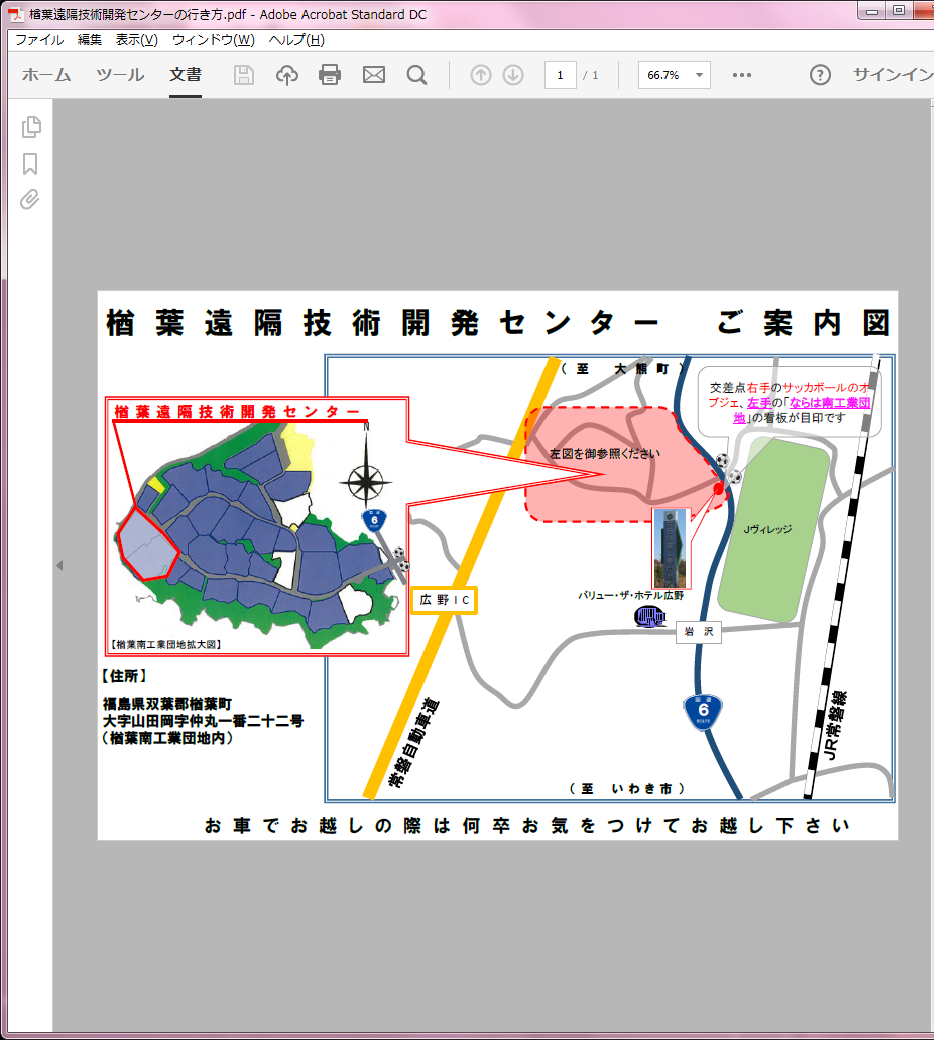 楢葉遠隔技術開発センターの行き方.pdf - Adobe Acrobat Standard DC
ファイル 編集 表示(V) ウィンドウ(W) ヘルプ(H)
ホーム ツール 文書 1 / 1 66.7% サインイン
楢葉遠隔技術開発センター ご案内図
(至 大熊町)
交差点右手のサッカボールのオ
ブジェ、左手の「ならは南工業団
地」の看板が目印です
楢葉遠隔技術開発センター
N
左図を御参照ください
6
Jヴィレッジ
バリュー・ザ・ホテル広野
広野IC
岩 沢
【楢葉南工業団地拡大図】
【住所】
福島県双葉郡楢葉町
大字山田岡字仲丸一番二十二号
(楢葉南工業団地内)
国道
6
ROUTE
常磐自動車道
JR常磐線
(至 いわき市)
お車でお越しの際は何卒お気をつけてお越し下さい